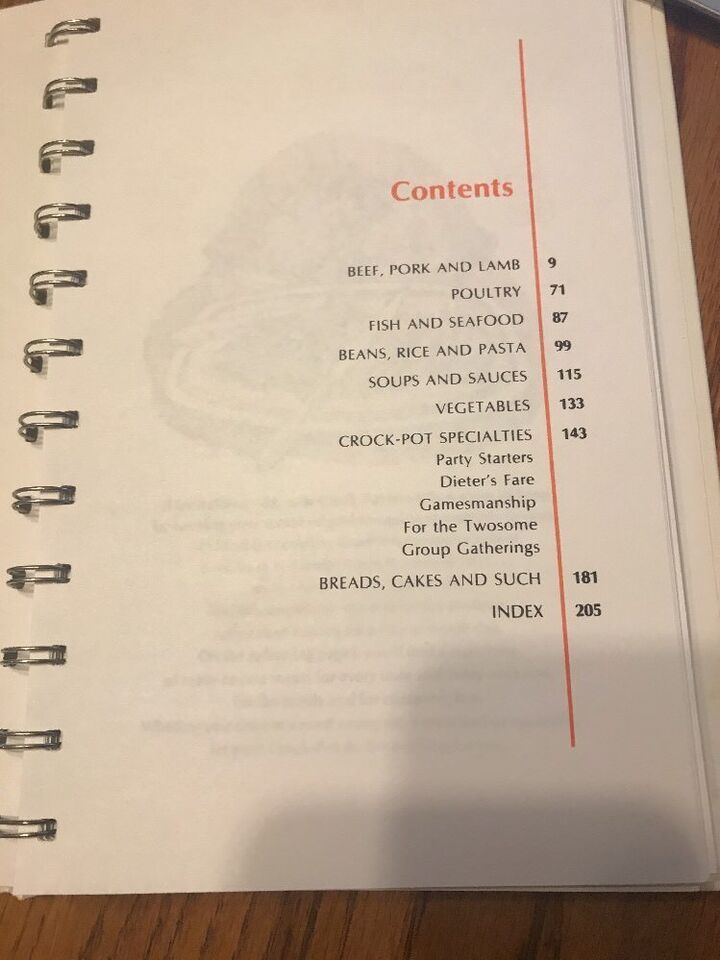 Contents
BEEF, PORK AND LAMB 9
POULTRY 71
FISH AND SEAFOOD 87
BEANS, RICE AND PASTA 99
SOUPS AND SAUCES 115
VEGETABLES 133
CROCK-POT SPECIALTIES 143
Party Starters
Dieter's Fare
Gamesmanship
For the Twosome
Group Gatherings
BREADS, CAKES AND SUCH 181
INDEX 205